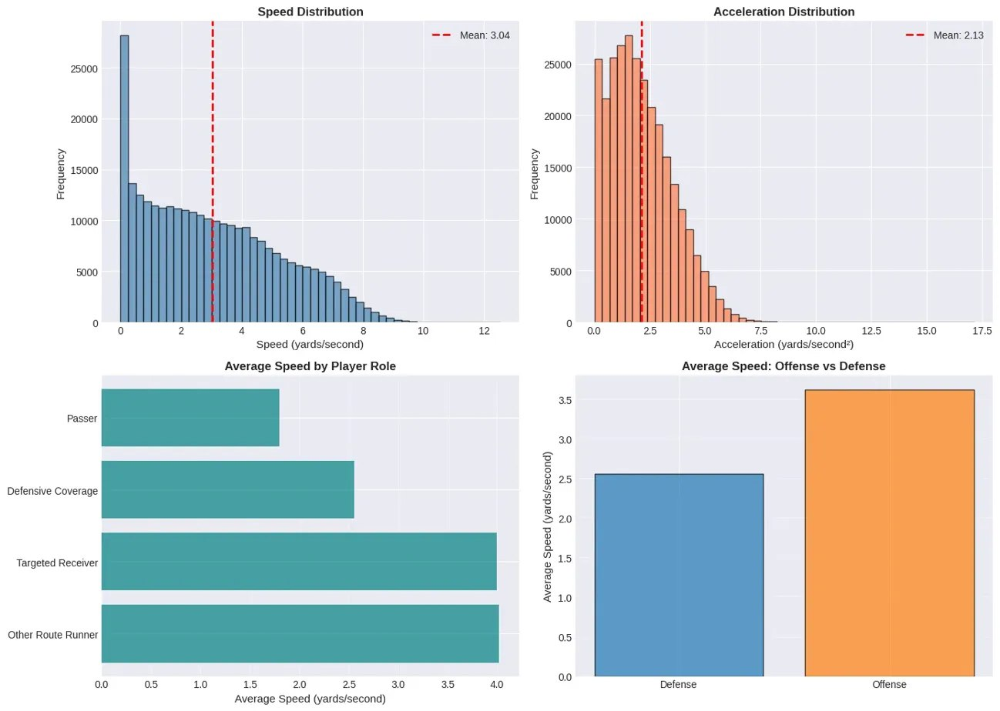 Speed Distribution
Mean: 3.04
Frequency
25000
20000
15000
10000
5000
0
0 2 4 6 8 10 12
Speed (yards/second)
Acceleration Distribution
Mean: 2.13
Frequency
25000
20000
15000
10000
5000
0
0.0 2.5 5.0 7.5 10.0 12.5 15.0 17.5
Acceleration (yards/second²)
Average Speed by Player Role
Passer
Defensive Coverage
Targeted Receiver
Other Route Runner
0.0 0.5 1.0 1.5 2.0 2.5 3.0 3.5 4.0
Average Speed (yards/second)
Average Speed: Offense vs Defense
Average Speed (yards/second)
3.5
3.0
2.5
2.0
1.5
1.0
0.5
0.0
Defense Offense